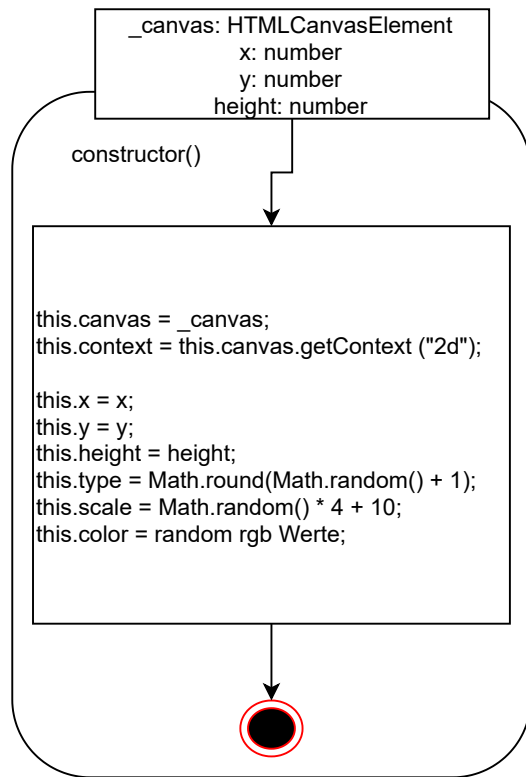 _canvas: HTMLCanvasElement
x: number
y: number
height: number
constructor()
this.canvas = _canvas;
this.context = this.canvas.getContext ("2d");
this.x = x;
this.y = y;
this.height = height;
this.type = Math.round(Math.random() + 1);
this.scale = Math.random() * 4 + 10;
this.color = random rgb Werte;